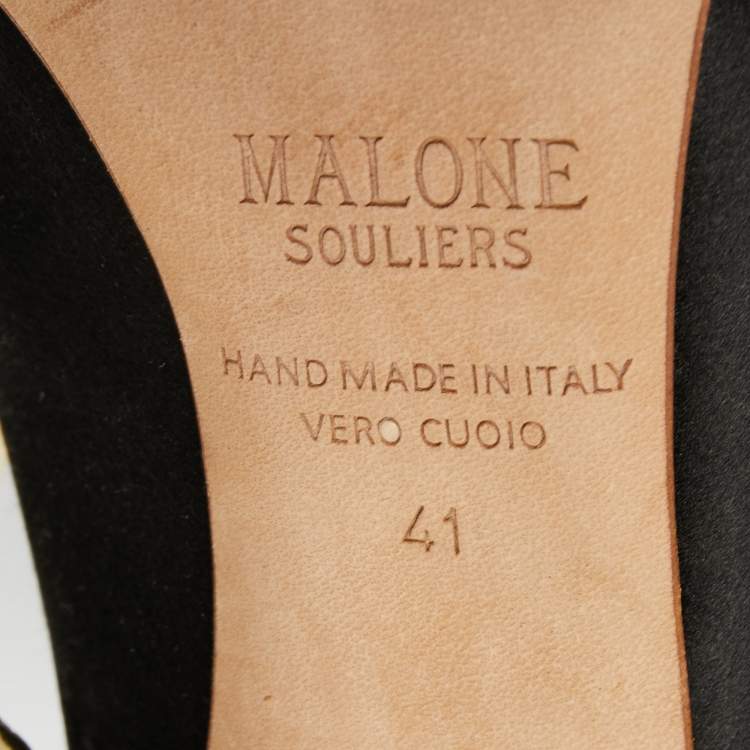 MALONE
SOULIERS
HAND MADE IN ITALY
VERO CUOIO
41